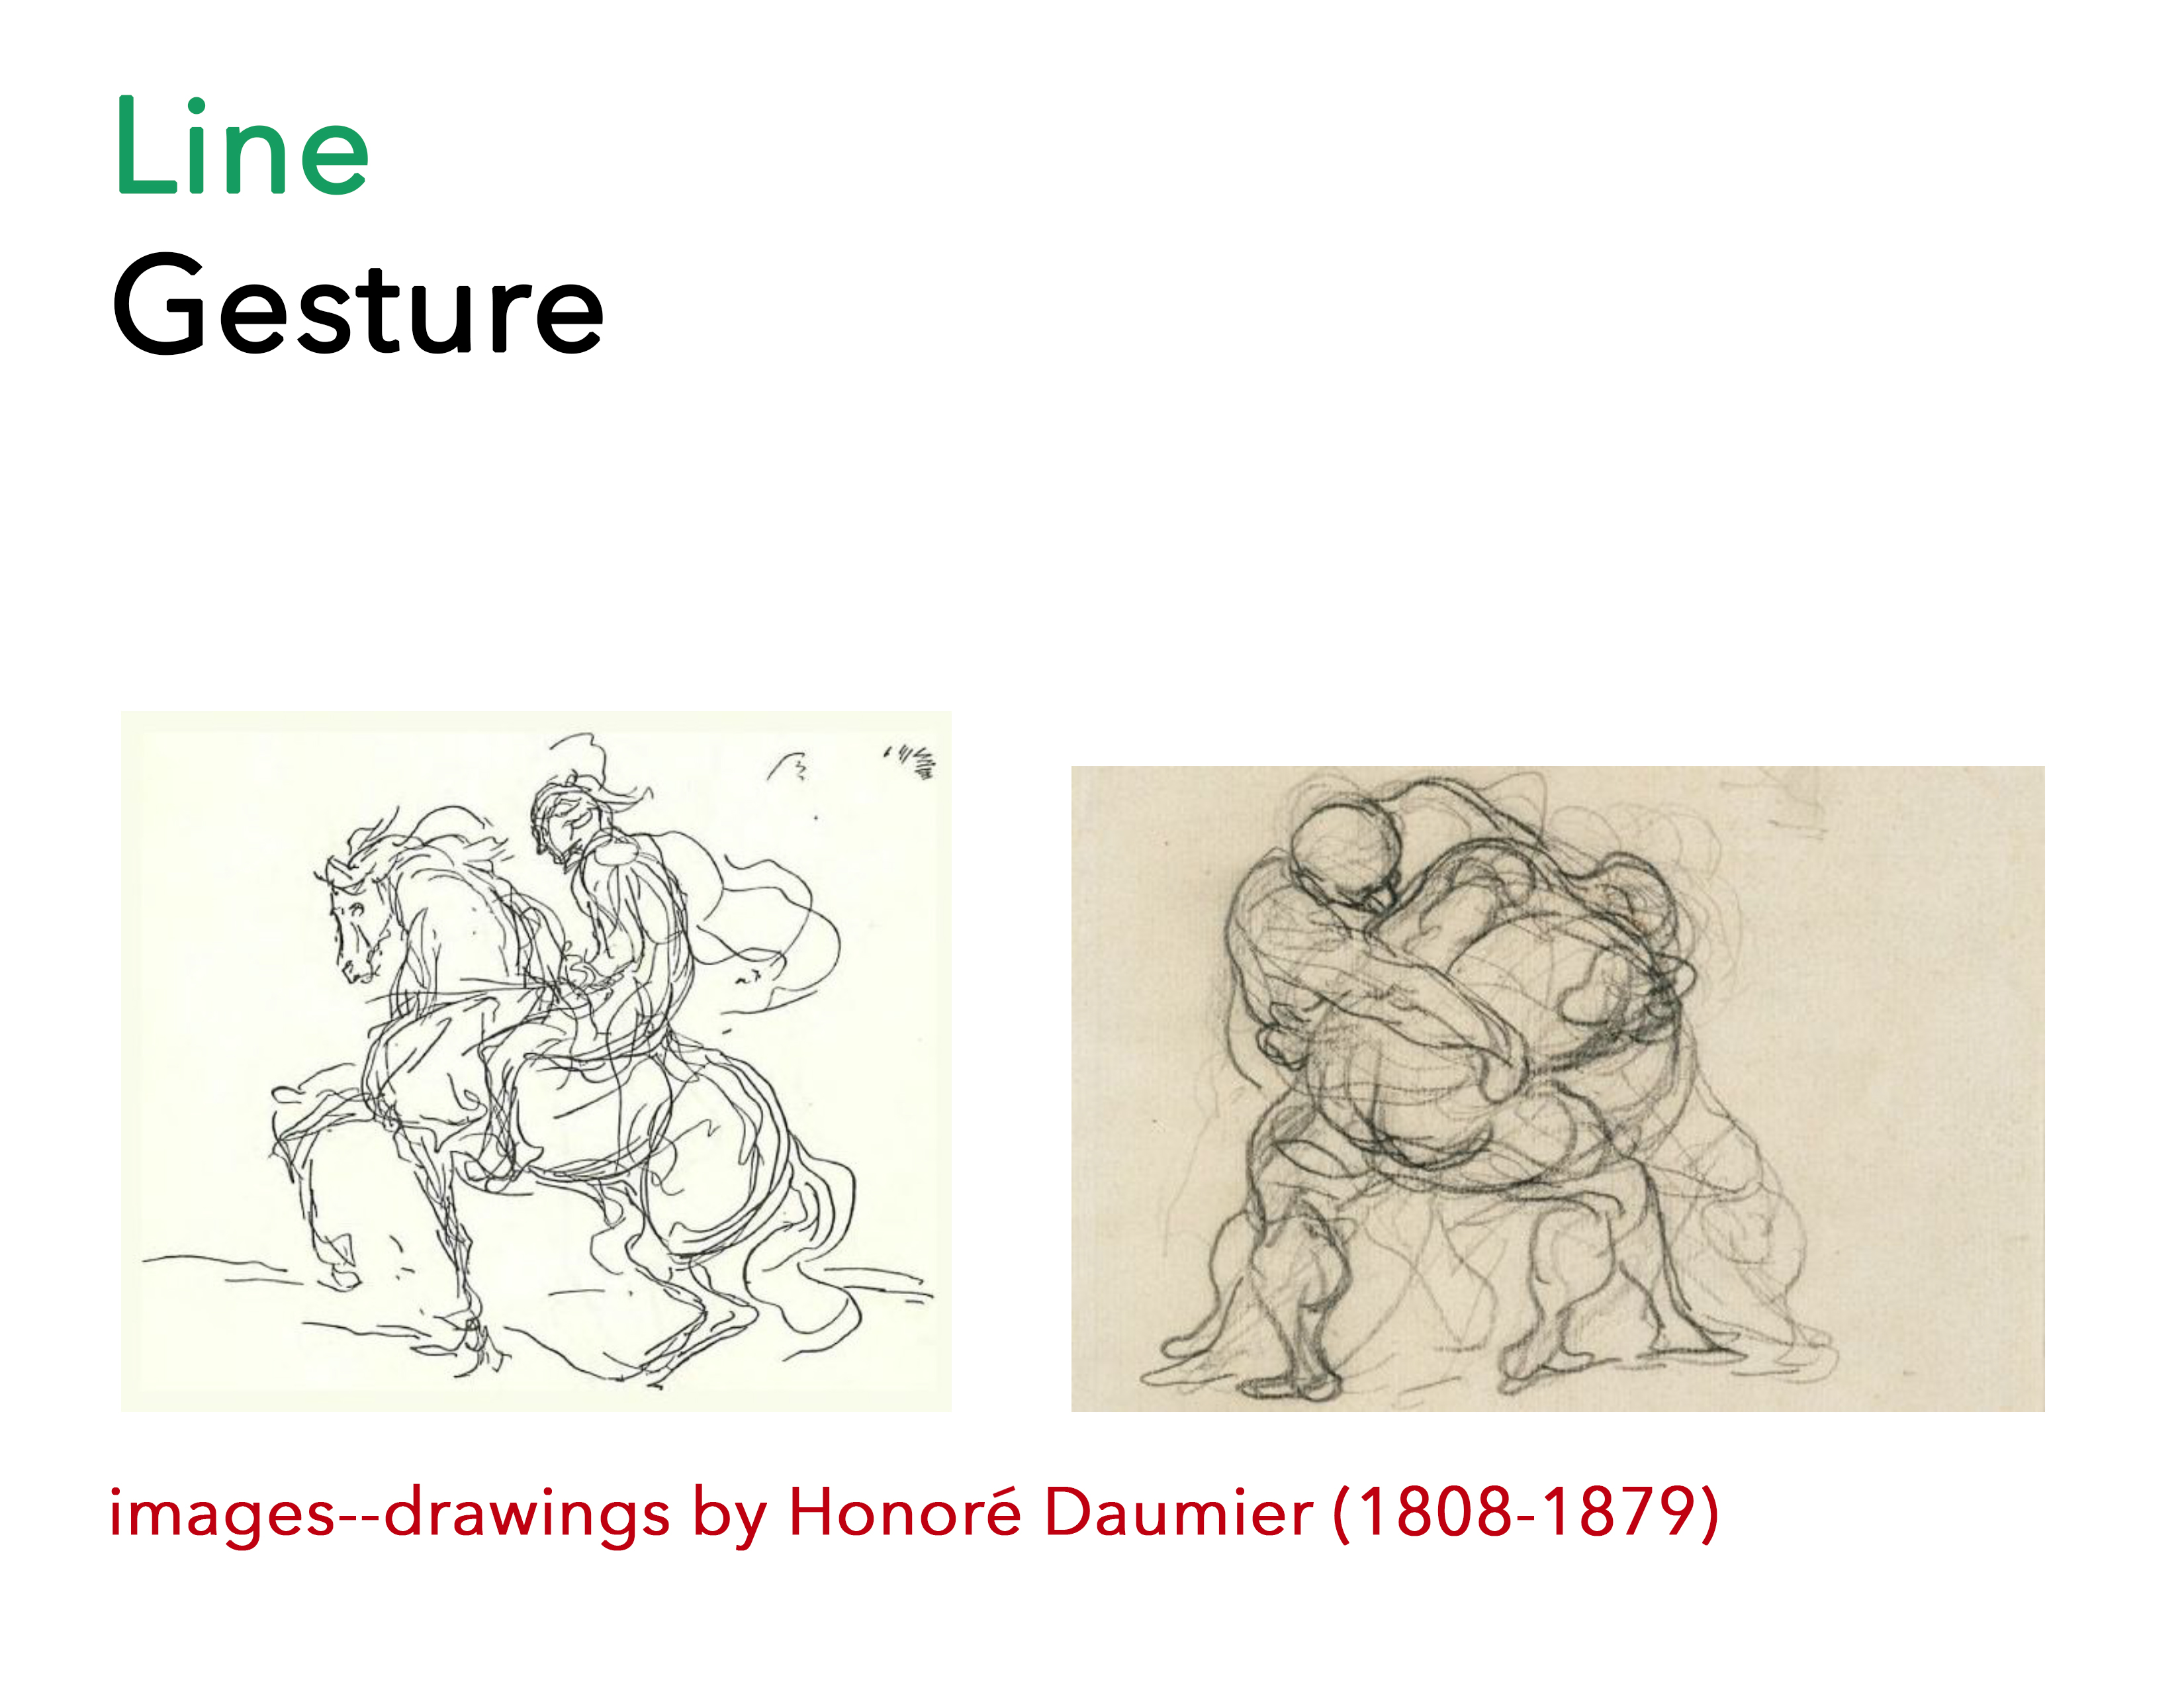 Line
Gesture
images--drawings by Honoré Daumier (1808-1879)